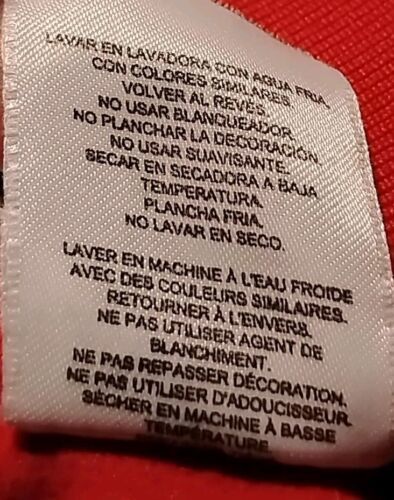 LAVAR EN LAVADORA CON AGUA FRIA.
CON COLORES SIMILARES.
VOLVER AL REVÉS.
NO USAR BLANQUEADOR.
NO PLANCHAR LA DECORACIÓN.
NO USAR SUAVISANTE.
SECAR EN SECADORA A BAJA
TEMPERATURA.
PLANCHA FRIA.
NO LAVAR EN SECO.
LAVER EN MACHINE À L'EAU FROIDE
AVEC DES COULEURS SIMILAIRES.
RETOURNER À L'ENVERS.
NE PAS UTILISER AGENT DE
BLANCHIMENT.
NE PAS REPASSER DÉCORATION.
NE PAS UTILISER D'ADOUCISSEUR.
SÉCHER EN MACHINE À BASSE
TEMPÉRATURE.